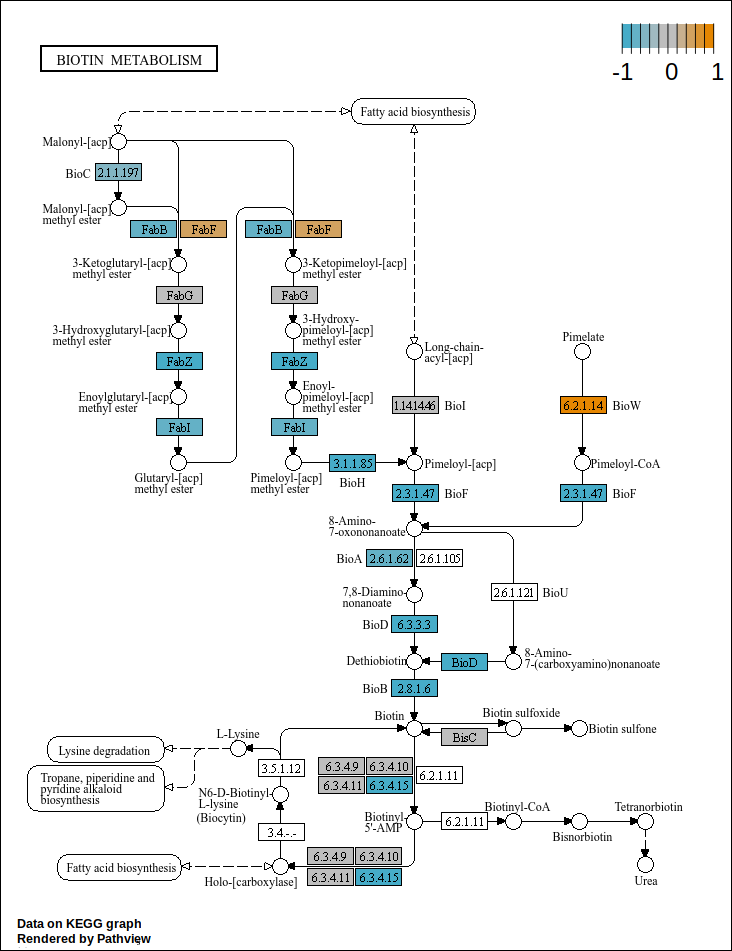 BIOTIN METABOLISM
-1 0 1
Fatty acid biosynthesis
Malonyl-[acp]
BioC 2.1.1.197
Malonyl-[acp]
methyl ester
FabB FabF FabB FabF
3-Ketoglutaryl-[acp]
methyl ester
3-Ketopimeloyl-[acp]
methyl ester
FabG FabG
3-Hydroxyglutaryl-[acp]
methyl ester
3-Hydroxy-
pimeloyl-[acp]
methyl ester
Long-chain-
acyl-[acp]
Pimelate
FabZ FabZ
Enoylglutaryl-[acp]
methyl ester
Enoyl-
pimeloyl-[acp]
methyl ester
1.14.14.46 BioI
6.2.1.14 BioW
FabI FabI
Glutaryl-[acp]
methyl ester
Pimeloyl-[acp]
methyl ester
3.1.1.85
BioH
Pimeloyl-[acp]
Pimeloyl-CoA
2.3.1.47 BioF
2.3.1.47 BioF
8-Amino-
7-oxononanoate
BioA 2.6.1.62 2.6.1.105
7,8-Diamino-
nonanoate
2.6.1.121 BioU
BioD 6.3.3.3
Dethiobiotin
BioD
8-Amino-
7-(carboxyamino)nonanoate
BioB 2.8.1.6
Biotin
Biotin sulfoxide
Biotin sulfone
BisC
L-Lysine
Lysine degradation
3.5.1.12
6.3.4.9 6.3.4.10
6.3.4.11 6.3.4.15
6.2.1.11
Tropane, piperidine and
pyridine alkaloid
biosynthesis
N6-D-Biotinyl-
L-lysine
(Biocytin)
Biotinyl-
5'-AMP
Biotinyl-CoA
Tetranorbiotin
3.4.-.-
6.2.1.11
Bisnorbiotin
Fatty acid biosynthesis
6.3.4.9 6.3.4.10
6.3.4.11 6.3.4.15
Holo-[carboxylase]
Urea
Data on KEGG graph
Rendered by Pathview